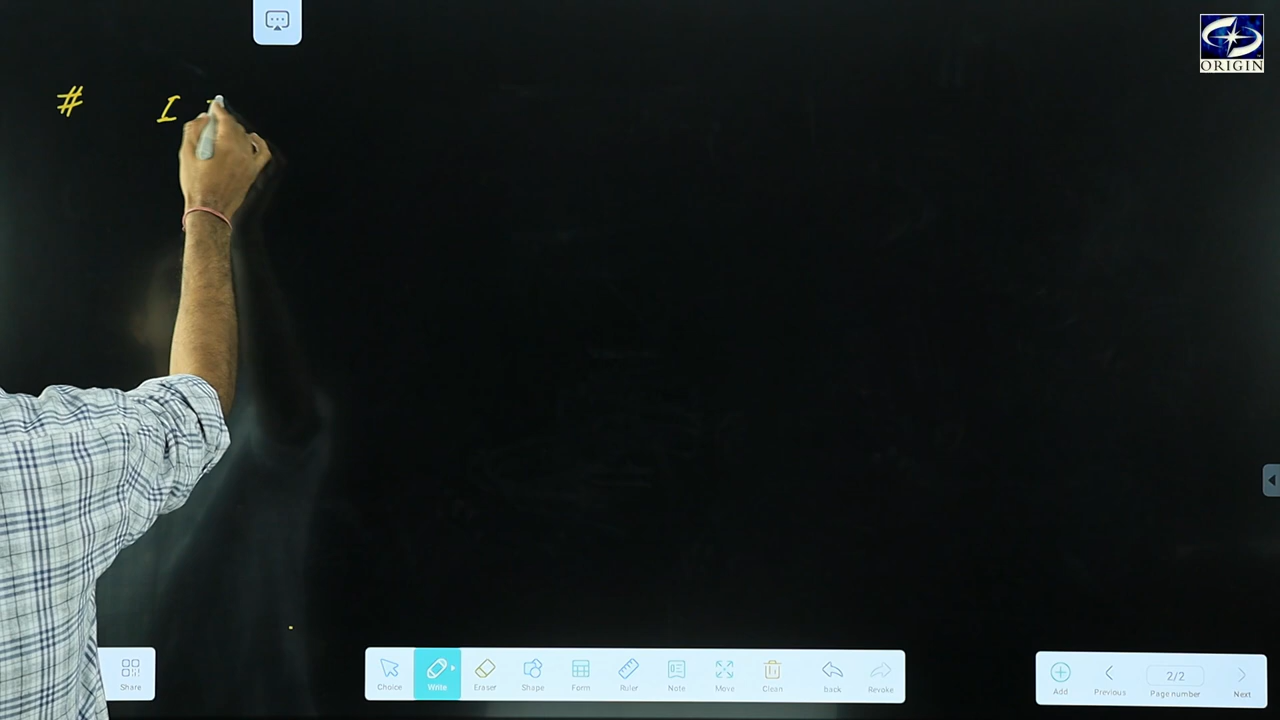 ORIGIN
# I
Share
Choice Write Eraser Shape Form Ruler Note Move Clean back Revoke
Add Previous 2/2 Page number Next